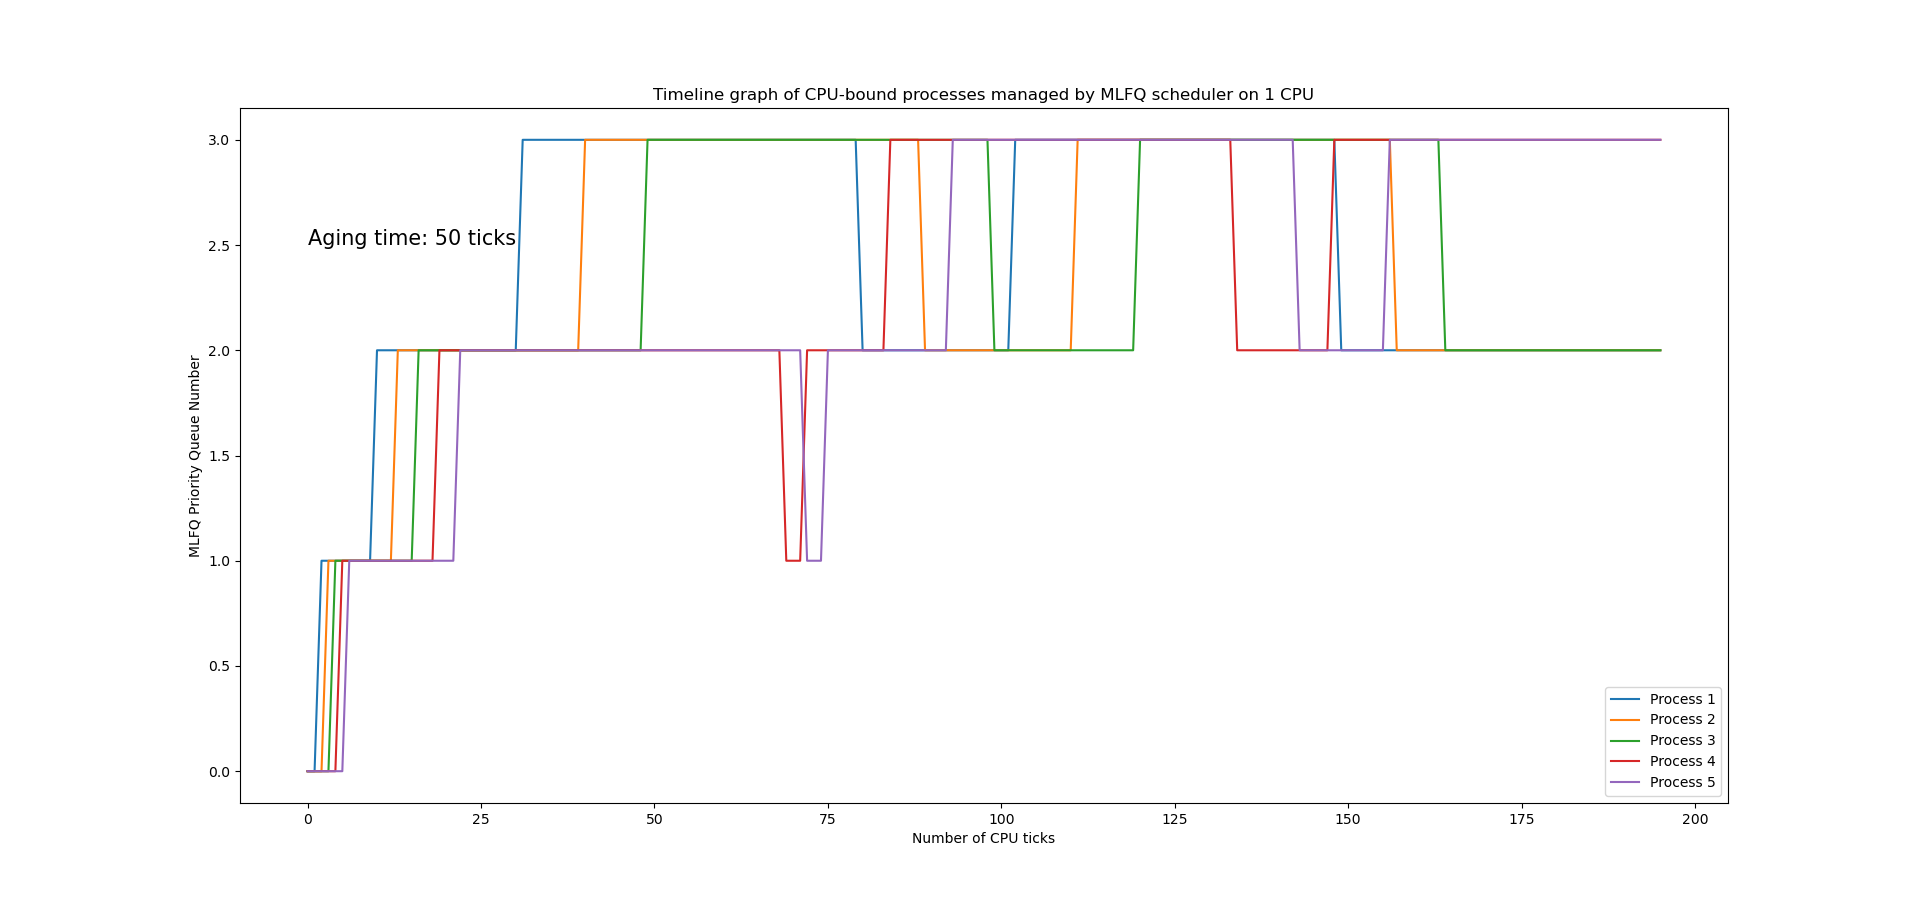 Timeline graph of CPU-bound processes managed by MLFQ scheduler on 1 CPU
3.0
2.5
2.0
1.5
1.0
0.5
0.0
MLFQ Priority Queue Number
Aging time: 50 ticks
Process 1
Process 2
Process 3
Process 4
Process 5
0 25 50 75 100 125 150 175 200
Number of CPU ticks